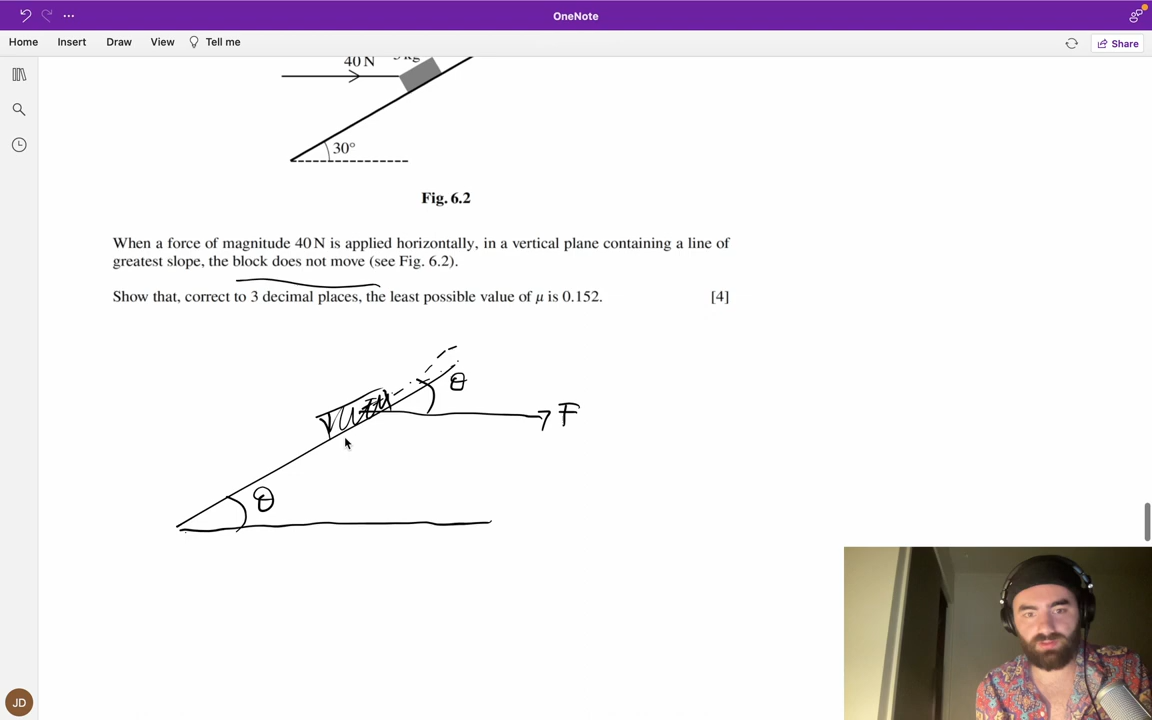 OneNote
Home Insert Draw View Tell me
Share
40 N
30°
Fig. 6.2
When a force of magnitude 40 N is applied horizontally, in a vertical plane containing a line of
greatest slope, the block does not move (see Fig. 6.2).
Show that, correct to 3 decimal places, the least possible value of μ is 0.152. [4]
θ
F
θ
JD